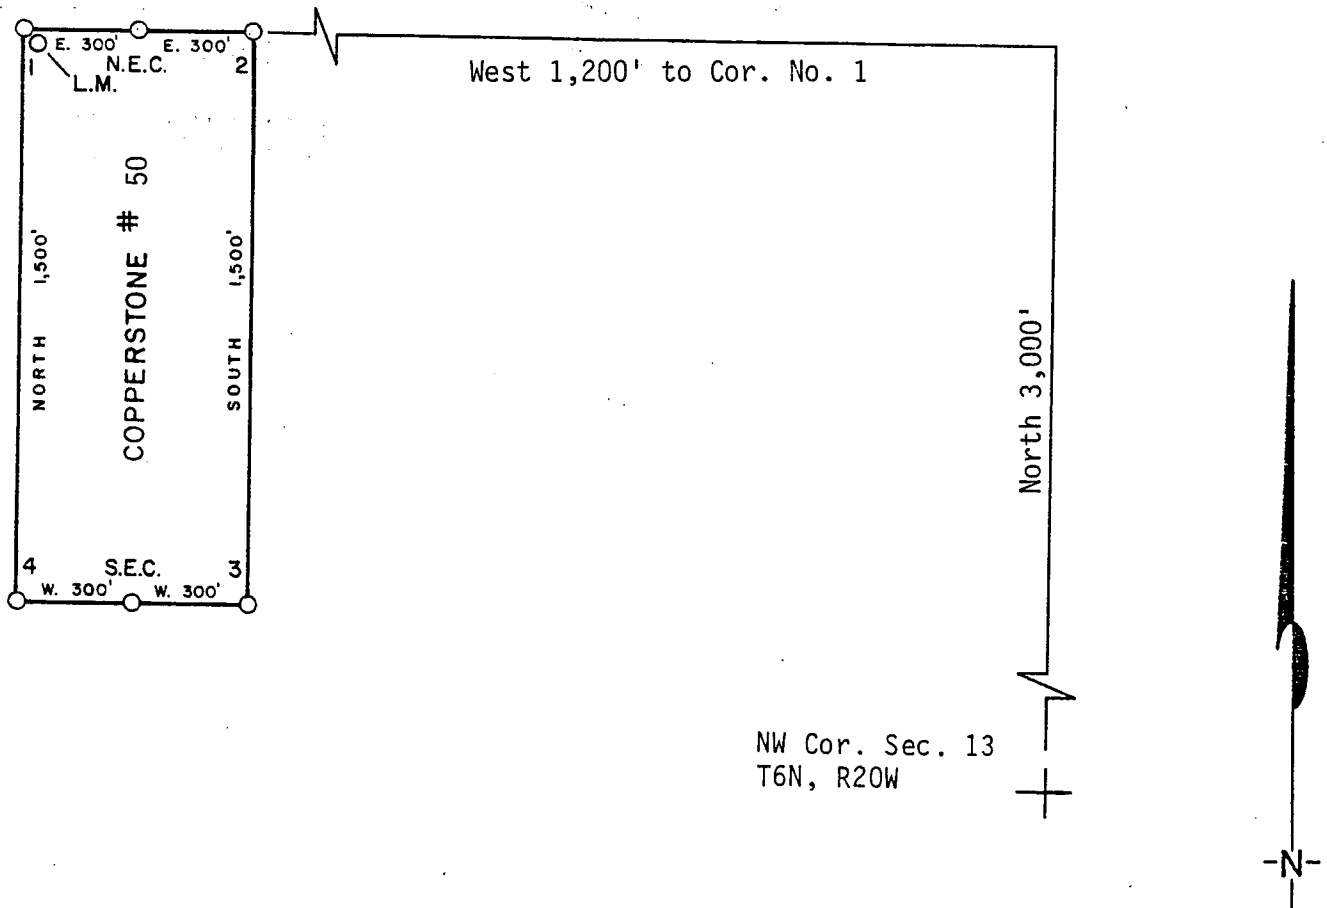 E. 300' E. 300'
1 N.E.C. 2
L.M.
West 1,200' to Cor. No. 1
COPPERSTONE # 50
NORTH 1,500'
SOUTH 1,500'
North 3,000'
4 S.E.C. 3
W. 300' W. 300'
NW Cor. Sec. 13
T6N, R20W
-N-